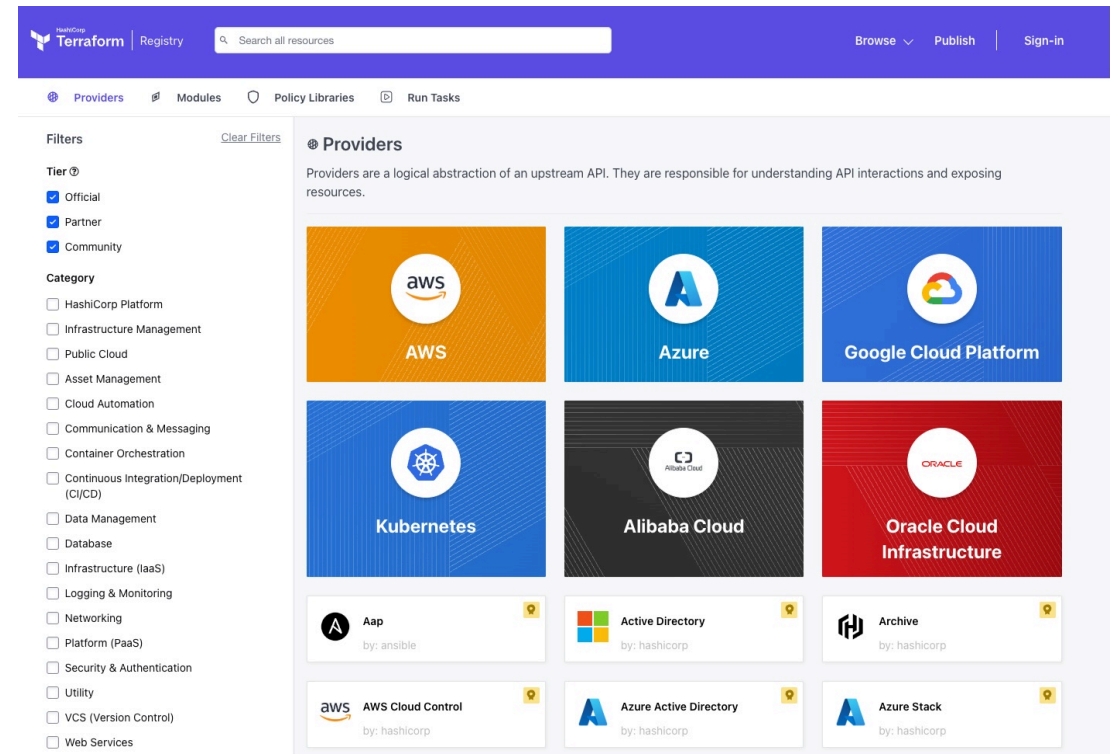 HashiCorp
Terraform
Registry
Search all resources
Browse
Publish
Sign-in
Providers
Modules
Policy Libraries
Run Tasks
Filters
Clear Filters
Tier
Official
Partner
Community
Category
HashiCorp Platform
Infrastructure Management
Public Cloud
Asset Management
Cloud Automation
Communication & Messaging
Container Orchestration
Continuous Integration/Deployment
(CI/CD)
Data Management
Database
Infrastructure (IaaS)
Logging & Monitoring
Networking
Platform (PaaS)
Security & Authentication
Utility
VCS (Version Control)
Web Services
Providers
Providers are a logical abstraction of an upstream API. They are responsible for understanding API interactions and exposing
resources.
aws
AWS
Azure
Google Cloud Platform
Kubernetes
Alibaba Cloud
Alibaba Cloud
ORACLE
Oracle Cloud
Infrastructure
Aap
by: ansible
Active Directory
by: hashicorp
Archive
by: hashicorp
aws
AWS Cloud Control
by: hashicorp
Azure Active Directory
by: hashicorp
Azure Stack
by: hashicorp